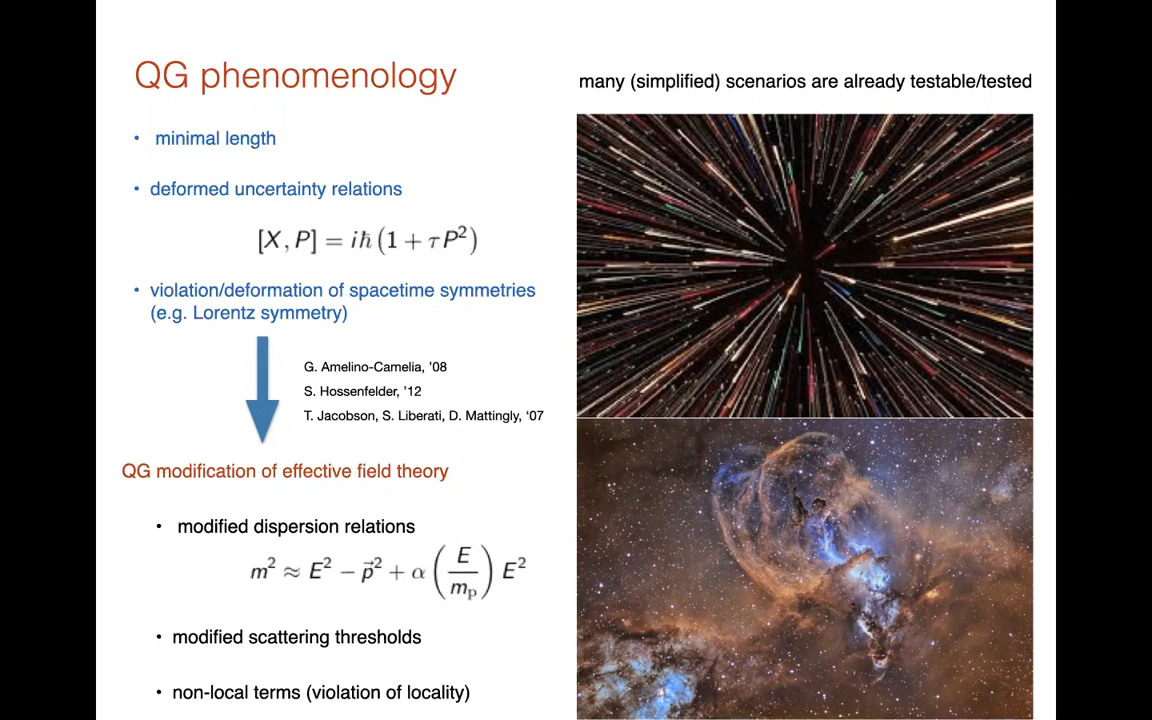 QG phenomenology
many (simplified) scenarios are already testable/tested
• minimal length
• deformed uncertainty relations
[X, P] = iħ (1 + τP²)
• violation/deformation of spacetime symmetries
(e.g. Lorentz symmetry)
G. Amelino-Camelia, '08
S. Hossenfelder, '12
T. Jacobson, S. Liberati, D. Mattingly, ‘07
QG modification of effective field theory
• modified dispersion relations
m² ≈ E² − p⃗² + α (E/mₚ) E²
• modified scattering thresholds
• non-local terms (violation of locality)